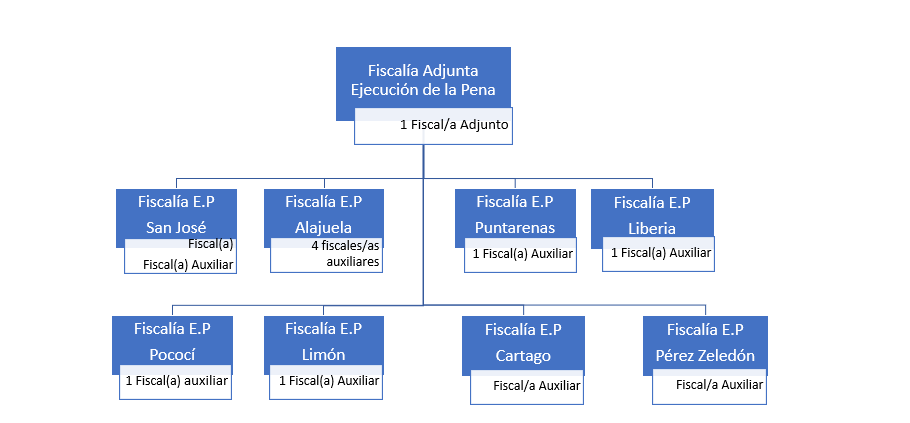 Fiscalía Adjunta
Ejecución de la Pena
1 Fiscal/a Adjunto
Fiscalía E.P
San José
Fiscal(a)
Fiscal(a) Auxiliar
Fiscalía E.P
Alajuela
4 fiscales/as
auxiliares
Fiscalía E.P
Puntarenas
1 Fiscal(a) Auxiliar
Fiscalía E.P
Liberia
1 Fiscal(a) Auxiliar
Fiscalía E.P
Pococí
1 Fiscal(a) auxiliar
Fiscalía E.P
Limón
1 Fiscal(a) Auxiliar
Fiscalía E.P
Cartago
Fiscal/a Auxiliar
Fiscalía E.P
Pérez Zeledón
Fiscal/a Auxiliar